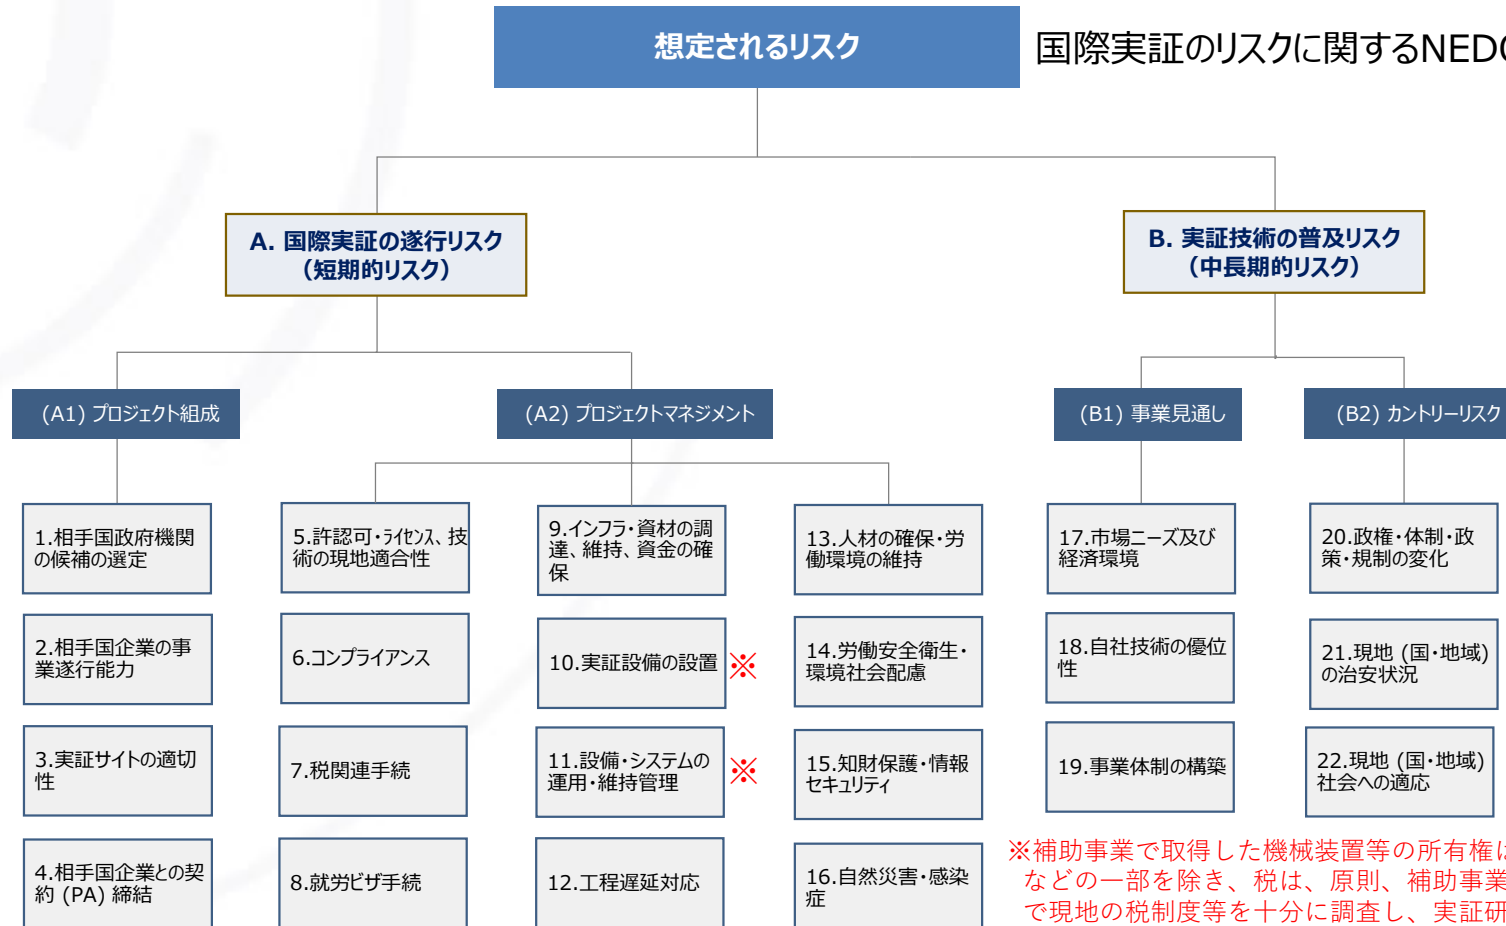 想定されるリスク
国際実証のリスクに関するNEDO
A. 国際実証の遂行リスク
（短期的リスク）
B. 実証技術の普及リスク
（中長期的リスク）
(A1) プロジェクト組成
(A2) プロジェクトマネジメント
(B1) 事業見通し
(B2) カントリーリスク
1.相手国政府機関
の候補の選定
2.相手国企業の事
業遂行能力
3.実証サイトの適切
性
4.相手国企業との契
約 (PA) 締結
5.許認可・ライセンス、技
術の現地適合性
6.コンプライアンス
7.税関連手続
8.就労ビザ手続
9.インフラ・資材の調
達、維持、資金の確
保
10.実証設備の設置
※
11.設備・システムの
運用・維持管理
※
12.工程遅延対応
13.人材の確保・労
働環境の維持
14.労働安全衛生・
環境社会配慮
15.知財保護・情報
セキュリティ
16.自然災害・感染
症
17.市場ニーズ及び
経済環境
18.自社技術の優位
性
19.事業体制の構築
20.政権・体制・政
策・規制の変化
21.現地 (国・地域)
の治安状況
22.現地 (国・地域)
社会への適応
※補助事業で取得した機械装置等の所有権は
などの一部を除き、税は、原則、補助事業
で現地の税制度等を十分に調査し、実証研